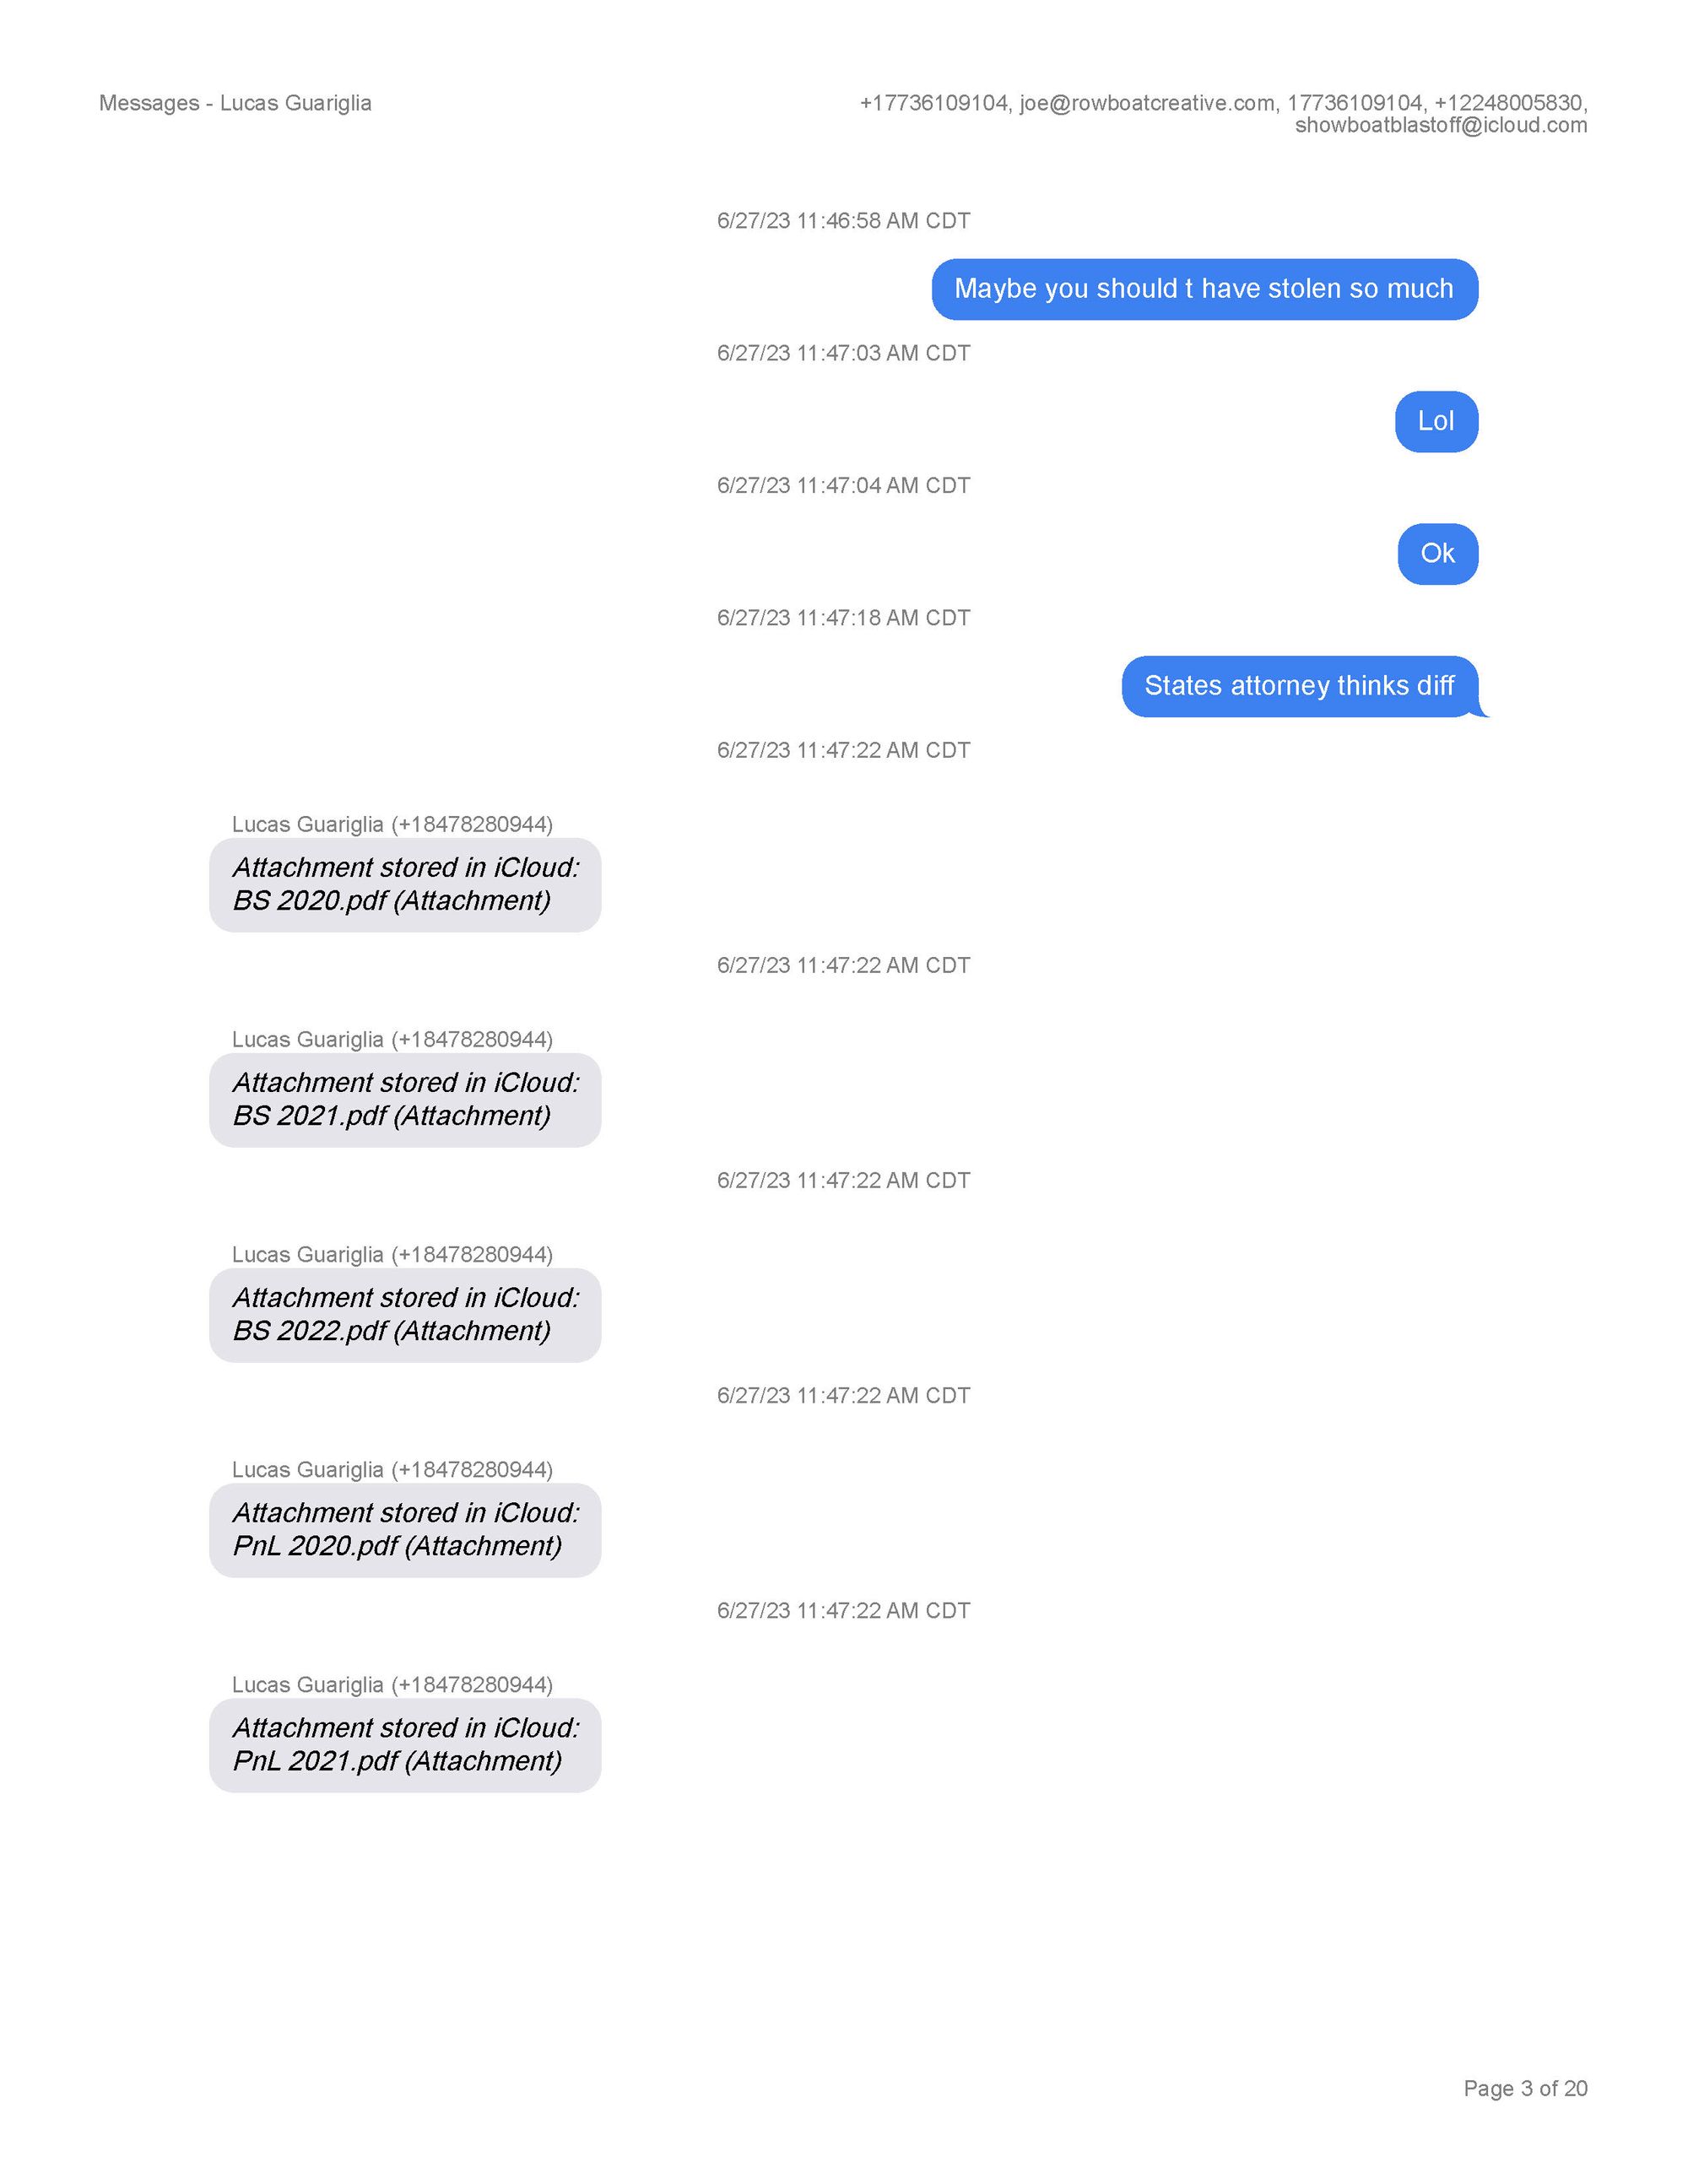 Messages - Lucas Guariglia
+17736109104, joe@rowboatcreative.com, 17736109104, +12248005830,
showboatblastoff@icloud.com
6/27/23 11:46:58 AM CDT
Maybe you should t have stolen so much
6/27/23 11:47:03 AM CDT
Lol
6/27/23 11:47:04 AM CDT
Ok
6/27/23 11:47:18 AM CDT
States attorney thinks diff
6/27/23 11:47:22 AM CDT
Lucas Guariglia (+18478280944)
Attachment stored in iCloud:
BS 2020.pdf (Attachment)
6/27/23 11:47:22 AM CDT
Lucas Guariglia (+18478280944)
Attachment stored in iCloud:
BS 2021.pdf (Attachment)
6/27/23 11:47:22 AM CDT
Lucas Guariglia (+18478280944)
Attachment stored in iCloud:
BS 2022.pdf (Attachment)
6/27/23 11:47:22 AM CDT
Lucas Guariglia (+18478280944)
Attachment stored in iCloud:
PnL 2020.pdf (Attachment)
6/27/23 11:47:22 AM CDT
Lucas Guariglia (+18478280944)
Attachment stored in iCloud:
PnL 2021.pdf (Attachment)
Page 3 of 20